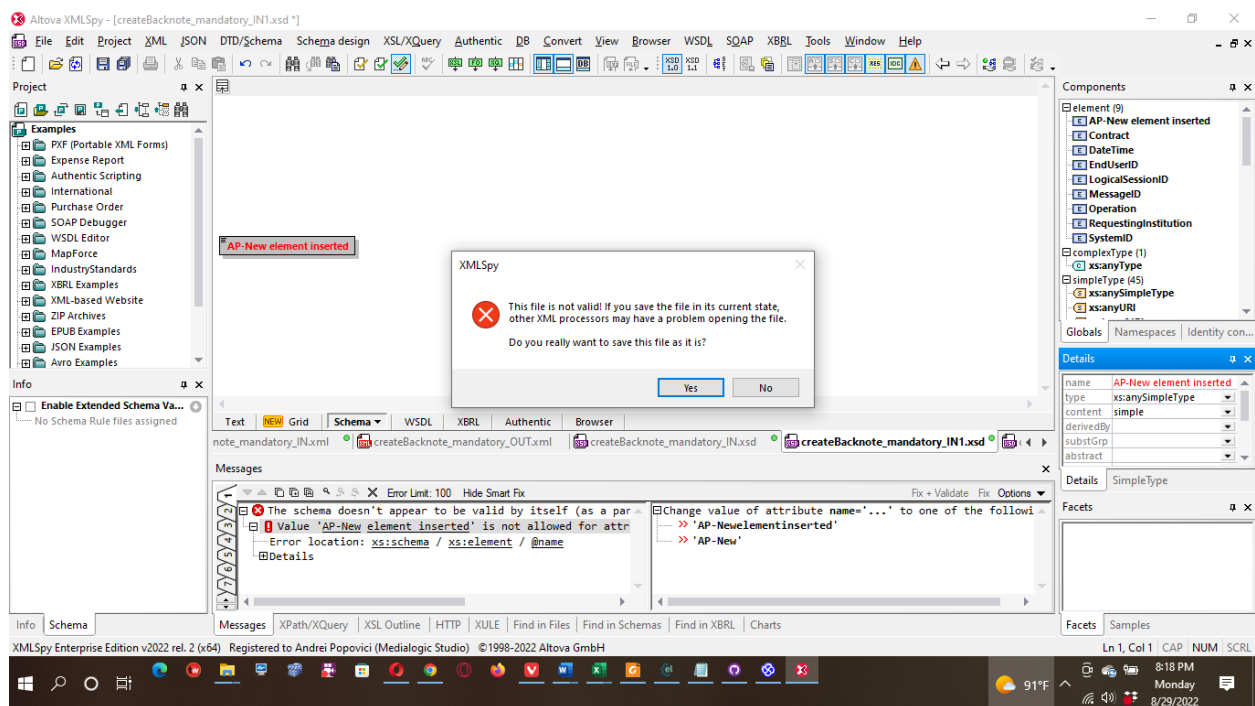 Altova XMLSpy - [createBacknote_mandatory_IN1.xsd *]
File Edit Project XML JSON DTD/Schema Schema design XSL/XQuery Authentic DB Convert View Browser WSDL SOAP XBRL Tools Window Help
XSD 1.0 XSD 1.1
Project
Examples
PXF (Portable XML Forms)
Expense Report
Authentic Scripting
International
Purchase Order
SOAP Debugger
WSDL Editor
MapForce
IndustryStandards
XBRL Examples
XML-based Website
ZIP Archives
EPUB Examples
JSON Examples
Avro Examples
Info
Enable Extended Schema Va...
No Schema Rule files assigned
Info Schema
AP-New element inserted
XMLSpy
This file is not valid! If you save the file in its current state,
other XML processors may have a problem opening the file.
Do you really want to save this file as it is?
Yes No
Text NEW Grid Schema WSDL XBRL Authentic Browser
note_mandatory_IN.xml createBacknote_mandatory_OUT.xml createBacknote_mandatory_IN.xsd createBacknote_mandatory_IN1.xsd
Messages
Error Limit: 100 Hide Smart Fix Fix + Validate Fix Options
The schema doesn't appear to be valid by itself (as a par
Value 'AP-New element inserted' is not allowed for attr
Error location: xs:schema / xs:element / @name
Details
Change value of attribute name='...' to one of the followi
'AP-Newelementinserted'
'AP-New'
Messages XPath/XQuery XSL Outline HTTP XULE Find in Files Find in Schemas Find in XBRL Charts
Components
element (9)
AP-New element inserted
Contract
DateTime
EndUserID
LogicalSessionID
MessageID
Operation
RequestingInstitution
SystemID
complexType (1)
xs:anyType
simpleType (45)
xs:anySimpleType
xs:anyURI
Globals Namespaces Identity con...
Details
name AP-New element inserted
type xs:anySimpleType
content simple
derivedBy
substGrp
abstract
Details SimpleType
Facets
Facets Samples
XMLSpy Enterprise Edition v2022 rel. 2 (x64) Registered to Andrei Popovici (Medialogic Studio) ©1998-2022 Altova GmbH
Ln 1, Col 1 CAP NUM SCRL
91°F
8:18 PM
Monday
8/29/2022